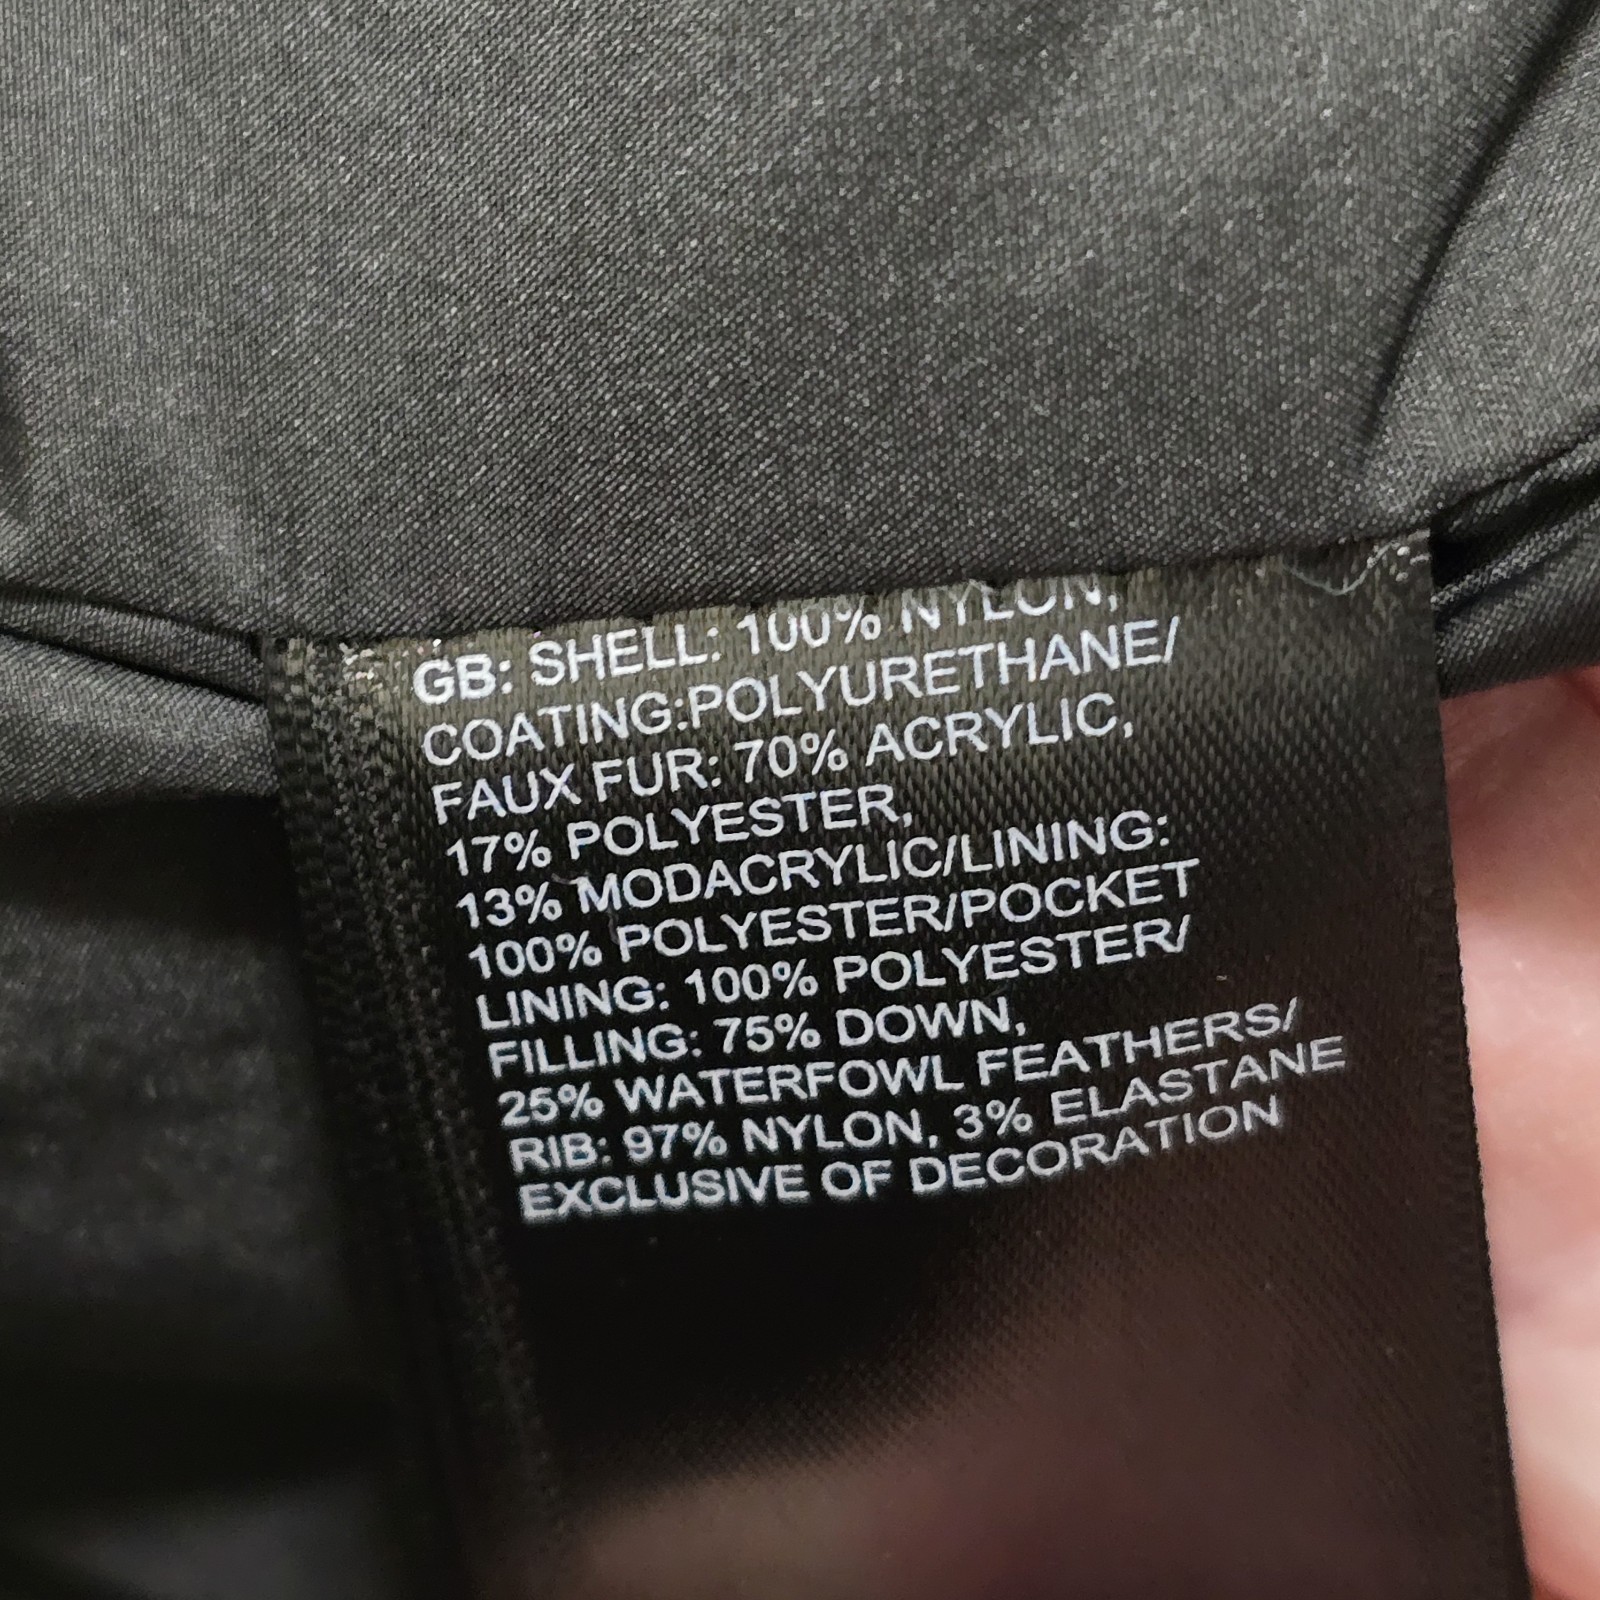 GB: SHELL: 100% NYLON,
COATING:POLYURETHANE/
FAUX FUR: 70% ACRYLIC,
17% POLYESTER,
13% MODACRYLIC/LINING:
100% POLYESTER/POCKET
LINING: 100% POLYESTER/
FILLING: 75% DOWN,
25% WATERFOWL FEATHERS/
RIB: 97% NYLON, 3% ELASTANE
EXCLUSIVE OF DECORATION